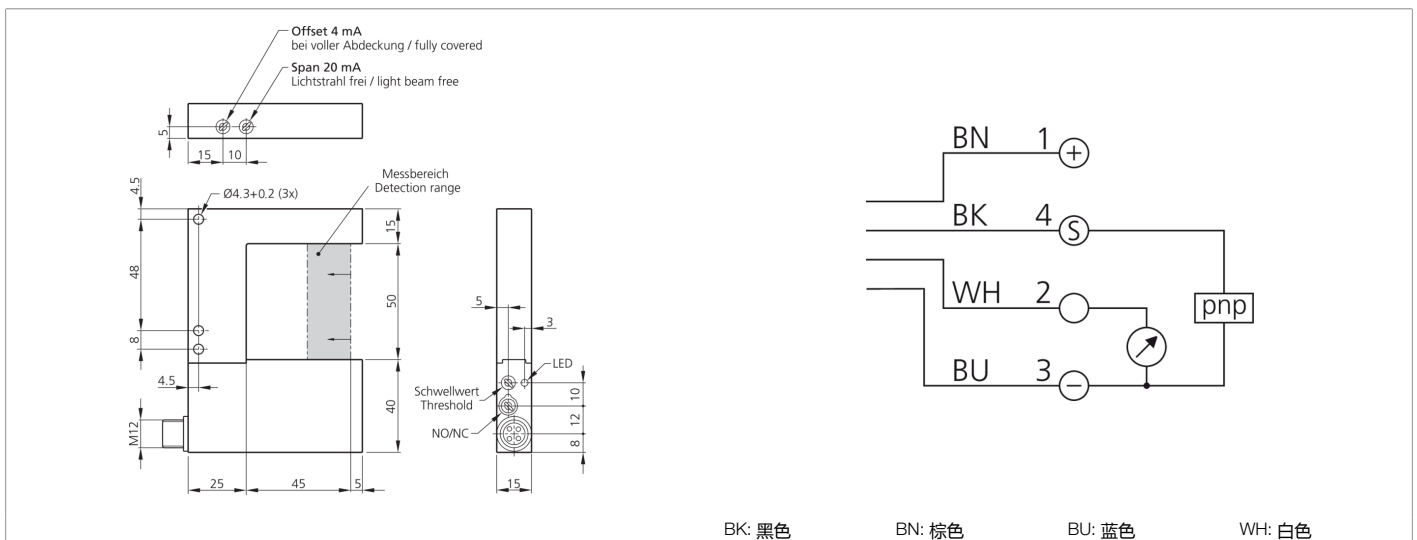 Offset 4 mA
bei voller Abdeckung / fully covered
Span 20 mA
Lichtstrahl frei / light beam free
5
15
10
4.5
Ø4.3+0.2 (3x)
Messbereich
Detection range
15
48
50
8
4.5
40
M12
25
45
5
5
3
LED
Schwellwert
Threshold
10
NO/NC
12
8
15
BN 1 +
BK 4 S
WH 2
pnp
BU 3 −
BK: 黑色 BN: 棕色 BU: 蓝色 WH: 白色